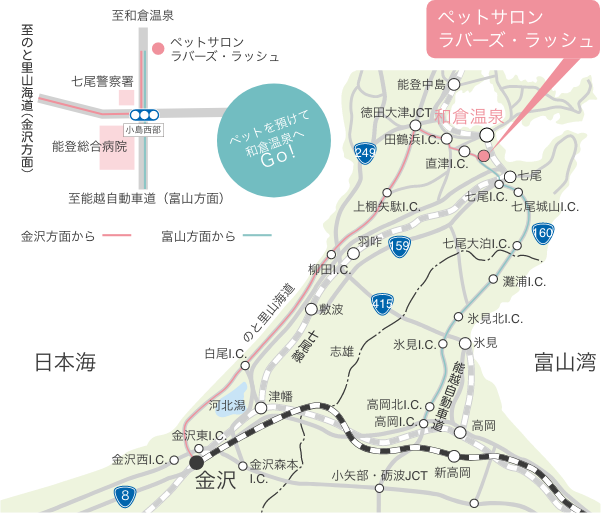 至和倉温泉
ペットサロン
ラバーズ・ラッシュ
七尾警察署
至のと里山海道（金沢方面）
小島西部
能登総合病院
至能越自動車道（富山方面）
ペットを預けて
和倉温泉へ
Go!
金沢方面から
富山方面から
ペットサロン
ラバーズ・ラッシュ
能登中島
徳田大津JCT
和倉温泉
田鶴浜I.C.
249
直津I.C.
七尾
七尾I.C.
上棚矢駄I.C.
七尾城山I.C.
160
羽咋
159
七尾大泊I.C.
柳田I.C.
灘浦I.C.
のと里山海道
415
敷波
氷見北I.C.
七尾線
志雄
氷見I.C.
氷見
白尾I.C.
日本海
富山湾
能越自動車道
河北潟
津幡
高岡北I.C.
高岡I.C.
高岡
金沢東I.C.
金沢西I.C.
金沢
金沢森本
I.C.
新高岡
小矢部・砺波JCT
8